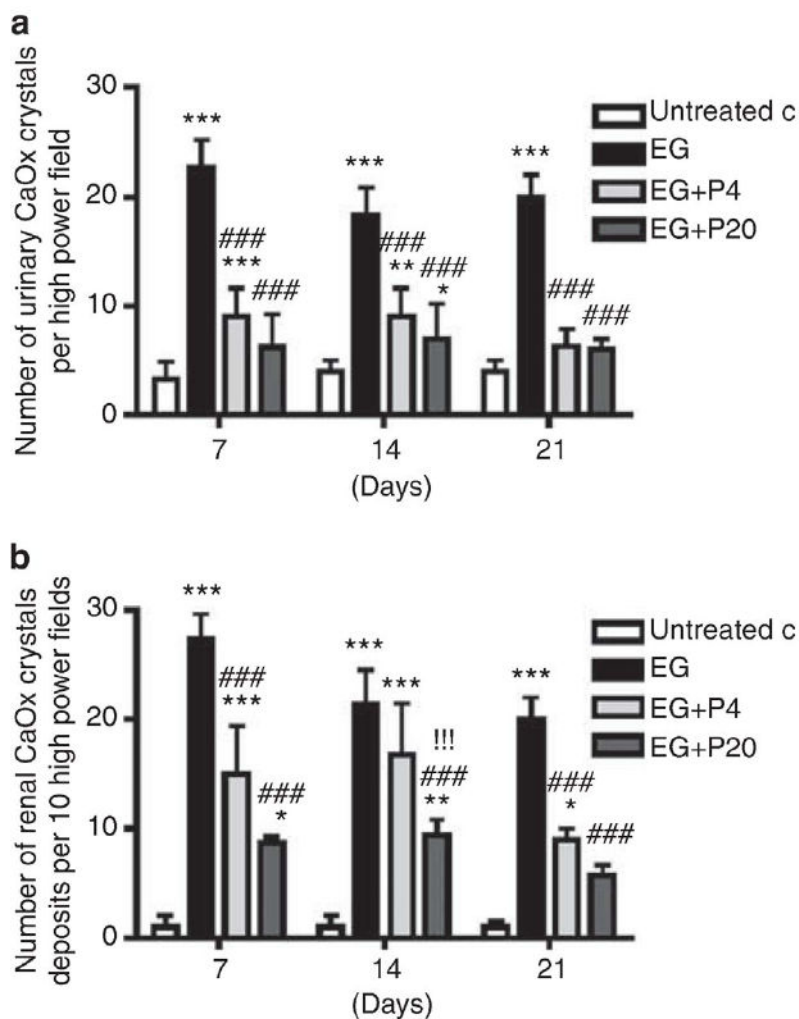 a
Number of urinary CaOx crystals
per high power field
30
20
10
0
***
###
***
###
***
###
**
###
*
***
###
###
7
14
21
(Days)
Untreated c
EG
EG+P4
EG+P20
b
Number of renal CaOx crystals
deposits per 10 high power fields
30
20
10
0
***
###
***
###
*
***
***
!!!
###
**
***
###
*
###
7
14
21
(Days)
Untreated c
EG
EG+P4
EG+P20